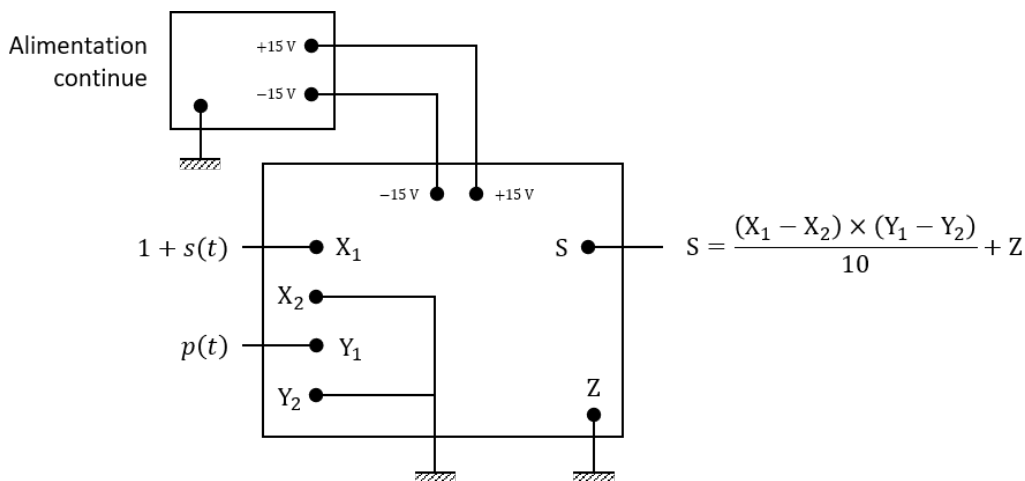 Alimentation
continue
+15 V
−15 V
−15 V
+15 V
1 + s(t)
X₁
S
S = (X₁ − X₂) × (Y₁ − Y₂) / 10 + Z
X₂
p(t)
Y₁
Y₂
Z